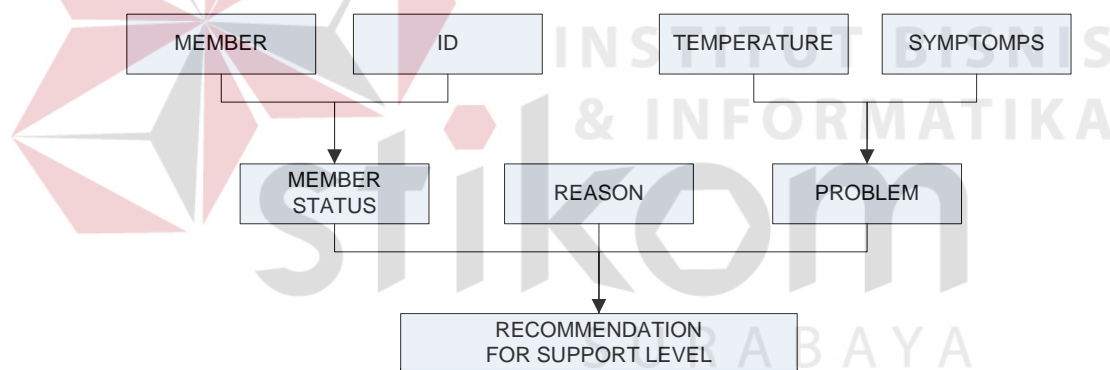 MEMBER
ID
TEMPERATURE
SYMPTOMPS
INSTITUT BISNIS
& INFORMATIKA
MEMBER
STATUS
REASON
PROBLEM
stikom
RECOMMENDATION
FOR SUPPORT LEVEL
SURABAYA